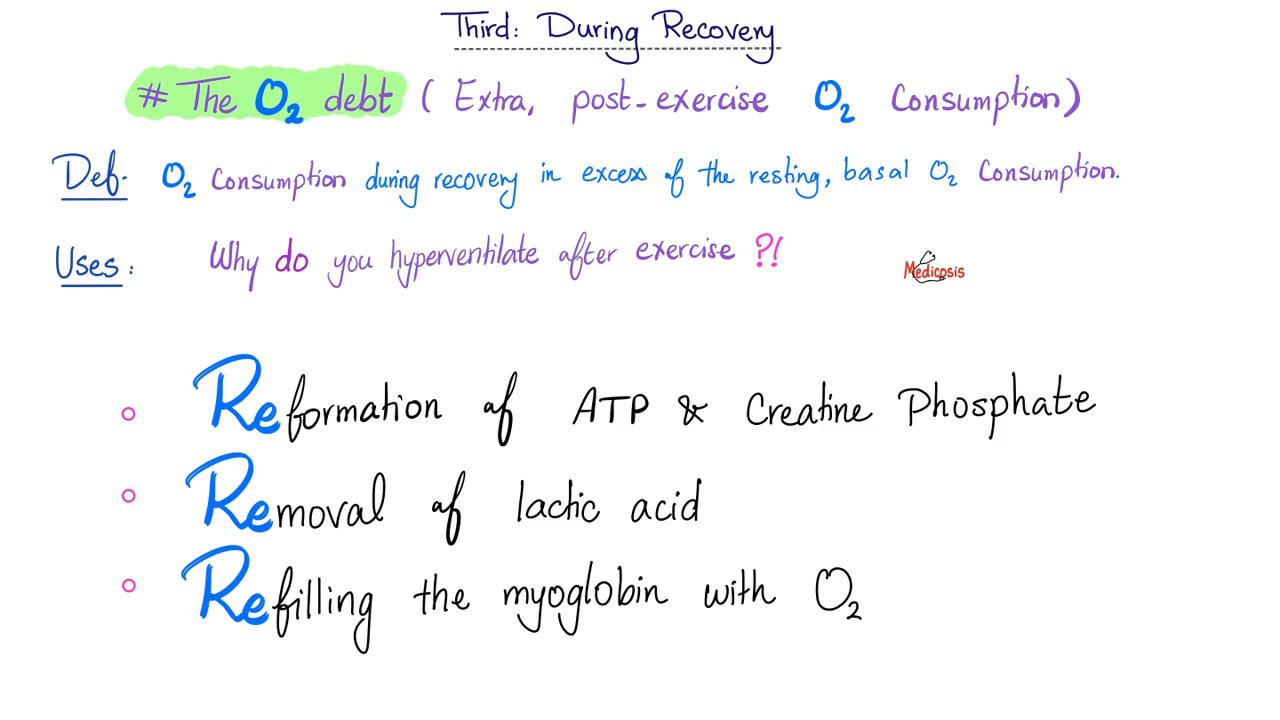 Third: During Recovery
# The O₂ debt (Extra, post-exercise O₂ Consumption)
Def. O₂ Consumption during recovery in excess of the resting, basal O₂ Consumption.
Uses: Why do you hyperventilate after exercise ?!
Medicosis
Reformation of ATP & Creatine Phosphate
Removal of lactic acid
Refilling the myoglobin with O₂